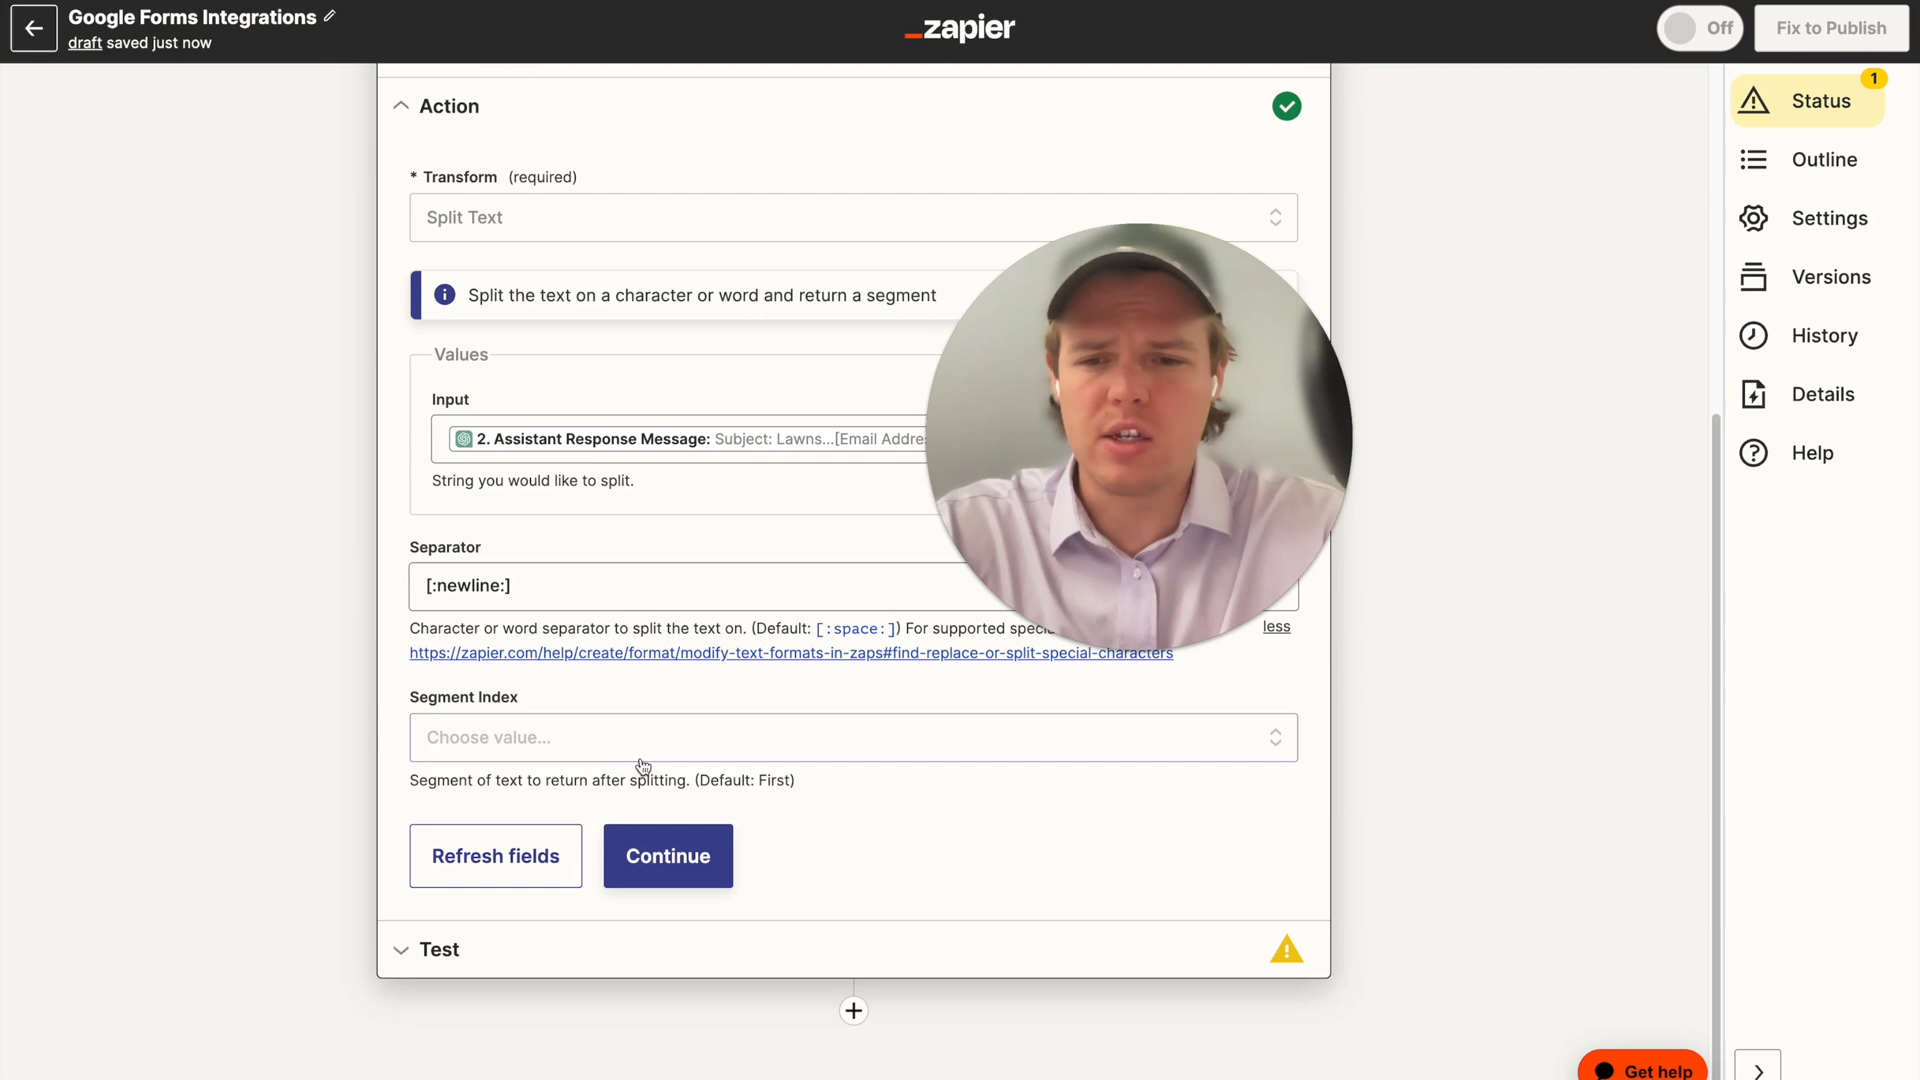 Google Forms Integrations
draft saved just now
_zapier
Off
Fix to Publish
1
Status
Outline
Settings
Versions
History
Details
Help
Action
* Transform (required)
Split Text
Split the text on a character or word and return a segment
Values
Input
2. Assistant Response Message: Subject: Lawns...[Email Addre
String you would like to split.
Separator
[:newline:]
Character or word separator to split the text on. (Default: [:space:]) For supported
less
https://zapier.com/help/create/format/modify-text-formats-in-zaps#find-replace-or-split-special-characters
Segment Index
Choose value...
Segment of text to return after splitting. (Default: First)
Refresh fields
Continue
Test
Get help